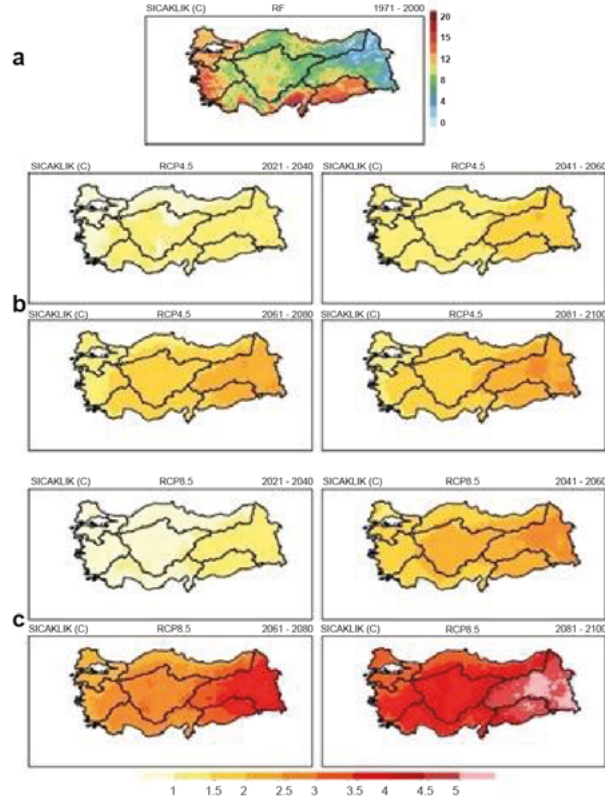 SICAKLIK (C) RF 1971 - 2000
a
20
15
12
10
8
6
4
2
0
SICAKLIK (C) RCP4.5 2021 - 2040
SICAKLIK (C) RCP4.5 2041 - 2060
b
SICAKLIK (C) RCP4.5 2061 - 2080
SICAKLIK (C) RCP4.5 2081 - 2100
SICAKLIK (C) RCP8.5 2021 - 2040
SICAKLIK (C) RCP8.5 2041 - 2060
c
SICAKLIK (C) RCP8.5 2061 - 2080
SICAKLIK (C) RCP8.5 2081 - 2100
1 1.5 2 2.5 3 3.5 4 4.5 5